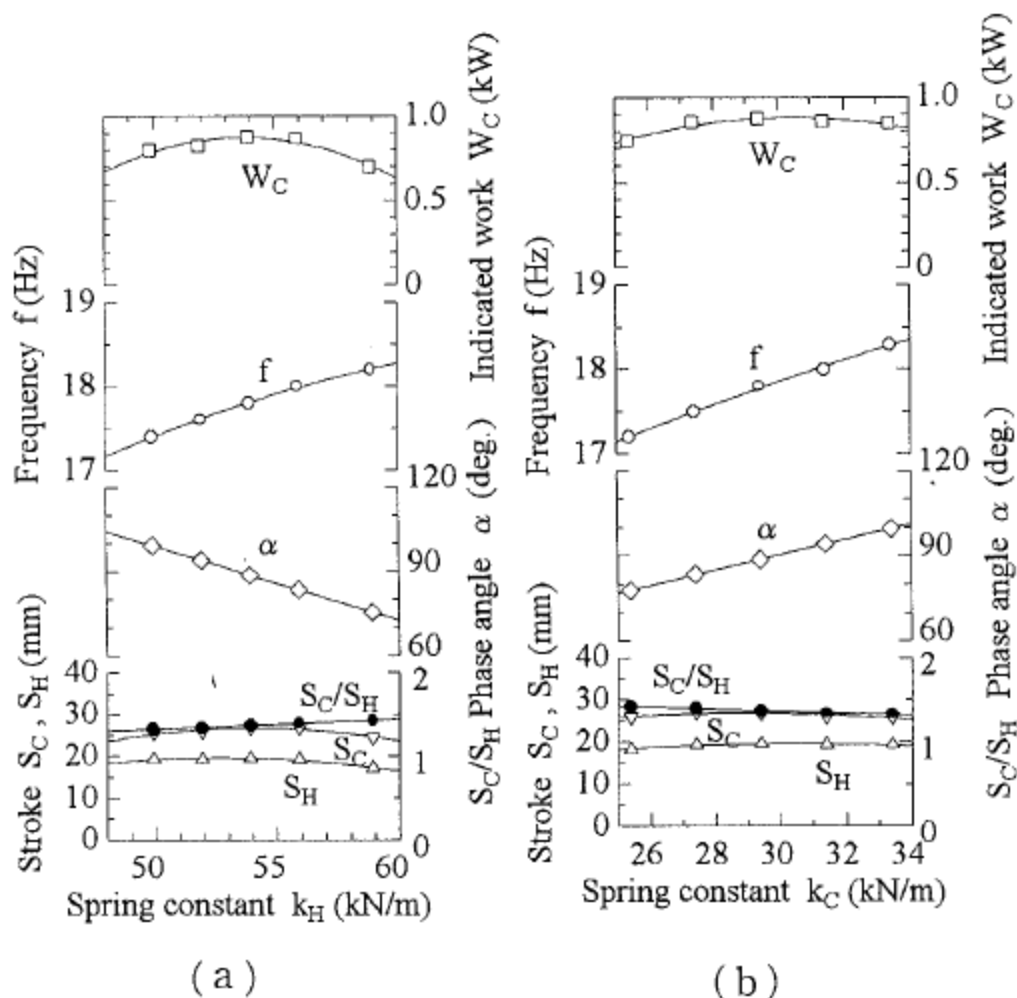 Indicated work W_C (kW)
1.0
0.5
0
W_C
Frequency f (Hz)
19
18
17
f
Phase angle α (deg.)
120
90
60
α
Stroke S_C , S_H (mm)
40
30
20
10
0
S_C/S_H
2
1
0
S_C/S_H
S_C
S_H
50
55
60
Spring constant k_H (kN/m)
(a)
Indicated work W_C (kW)
1.0
0.5
0
W_C
Frequency f (Hz)
19
18
17
f
Phase angle α (deg.)
120
90
60
α
Stroke S_C, S_H (mm)
40
30
20
10
0
S_C/S_H
2
1
0
S_C/S_H
S_C
S_H
26
28
30
32
34
Spring constant k_C (kN/m)
(b)